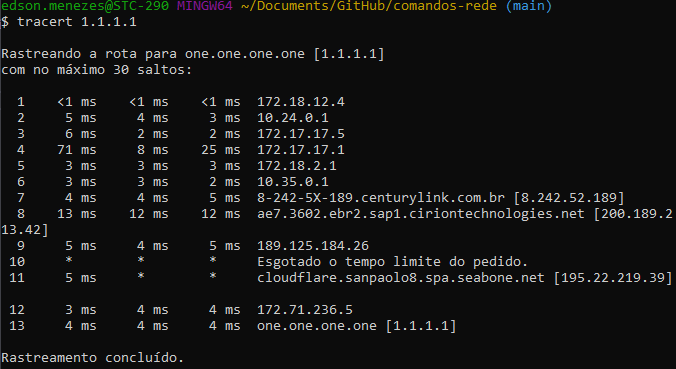 edson.menezes@STC-290 MINGW64 ~/Documents/GitHub/comandos-rede (main)
$ tracert 1.1.1.1
Rastreando a rota para one.one.one.one [1.1.1.1]
com no máximo 30 saltos:
1 <1 ms <1 ms <1 ms 172.18.12.4
2 5 ms 4 ms 3 ms 10.24.0.1
3 6 ms 2 ms 2 ms 172.17.17.5
4 71 ms 8 ms 25 ms 172.17.17.1
5 3 ms 3 ms 3 ms 172.18.2.1
6 3 ms 3 ms 2 ms 10.35.0.1
7 4 ms 4 ms 5 ms 8-242-5X-189.centurylink.com.br [8.242.52.189]
8 13 ms 12 ms 12 ms ae7.3602.ebr2.sap1.ciriontechnologies.net [200.189.2
13.42]
9 5 ms 4 ms 5 ms 189.125.184.26
10 * * * Esgotado o tempo limite do pedido.
11 5 ms * * cloudflare.sanpaolo8.spa.seabone.net [195.22.219.39]
12 3 ms 4 ms 4 ms 172.71.236.5
13 4 ms 4 ms 4 ms one.one.one.one [1.1.1.1]
Rastreamento concluído.